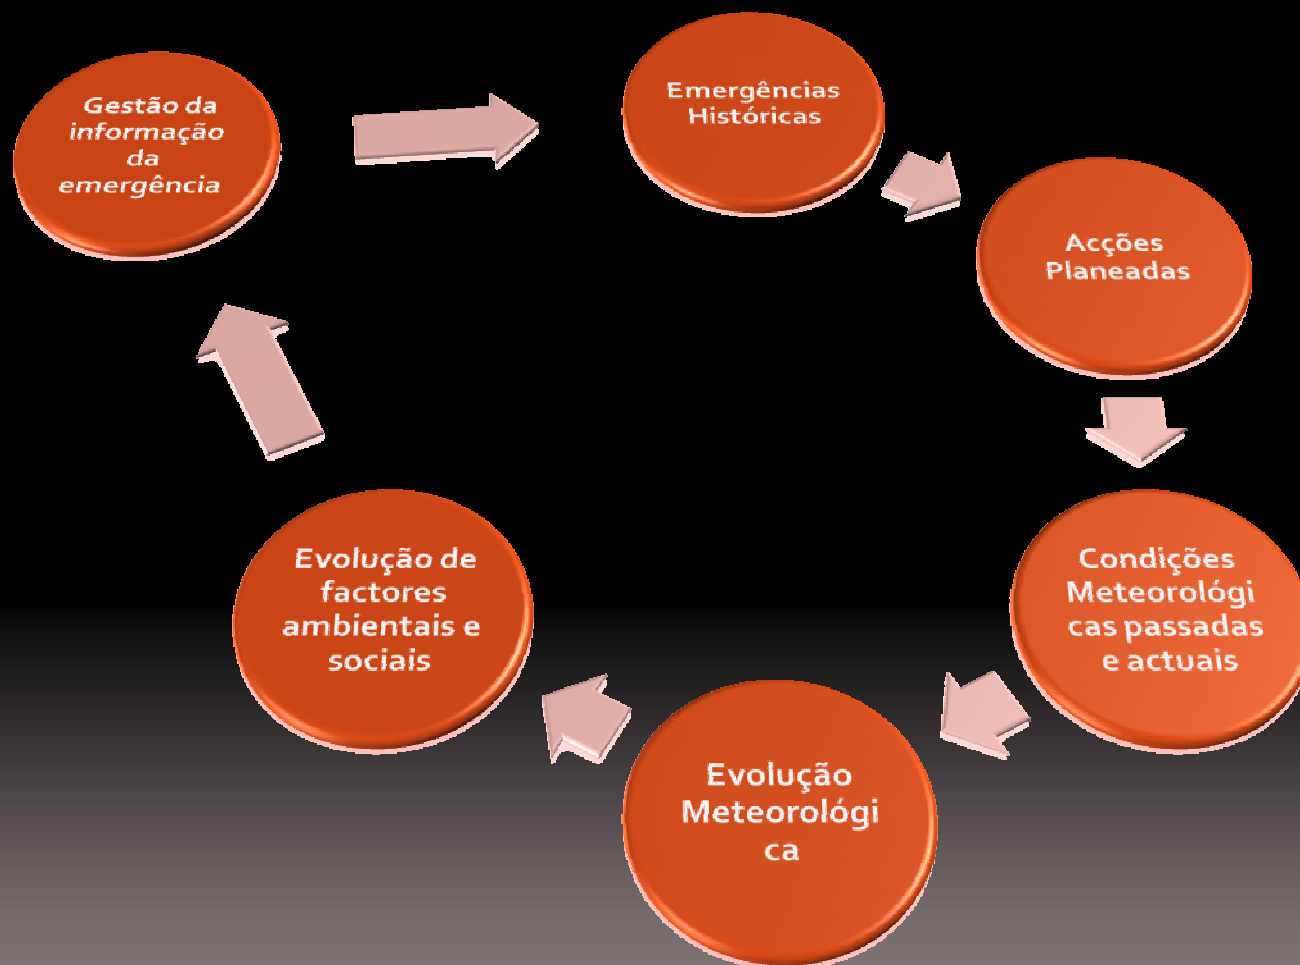 Gestão da
informação
da
emergência
Emergências
Históricas
Acções
Planeadas
Condições
Meteorológi
cas passadas
e actuais
Evolução
Meteorológi
ca
Evolução de
factores
ambientais e
sociais